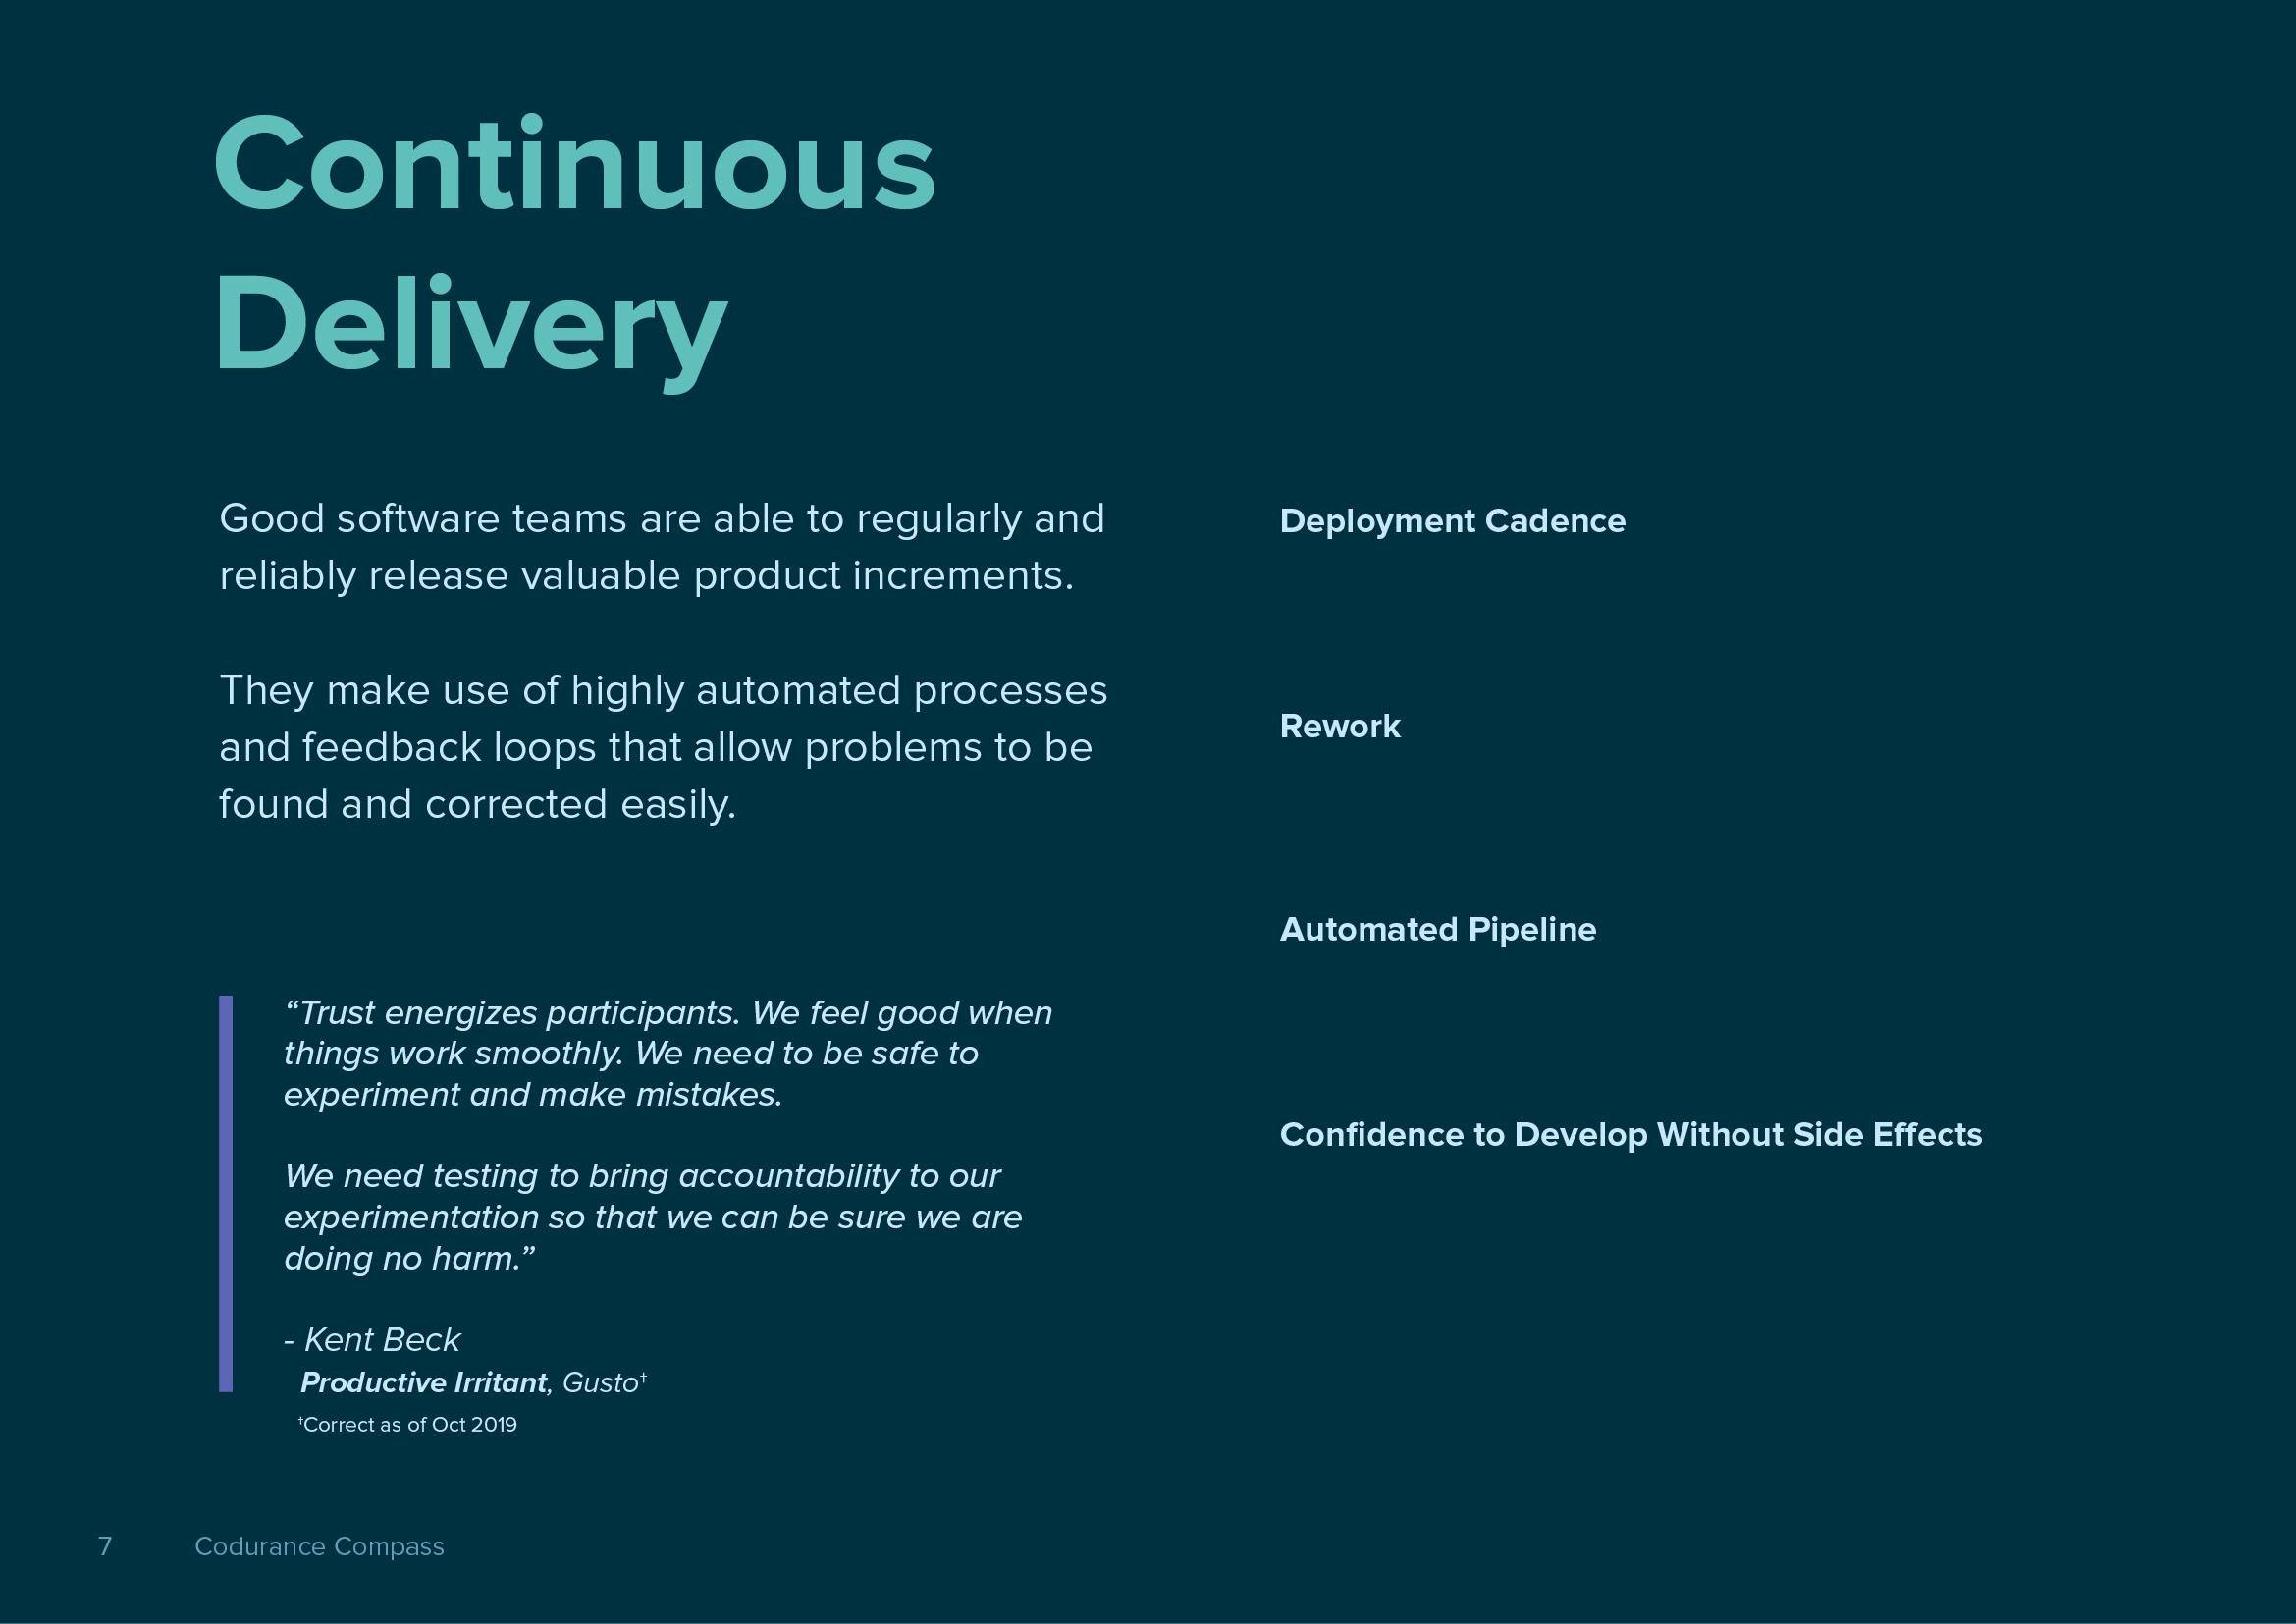 Continuous
Delivery
Good software teams are able to regularly and
reliably release valuable product increments.
They make use of highly automated processes
and feedback loops that allow problems to be
found and corrected easily.
“Trust energizes participants. We feel good when
things work smoothly. We need to be safe to
experiment and make mistakes.
We need testing to bring accountability to our
experimentation so that we can be sure we are
doing no harm.”
- Kent Beck
Productive Irritant, Gusto†
†Correct as of Oct 2019
Deployment Cadence
Rework
Automated Pipeline
Confidence to Develop Without Side Effects
7 Codurance Compass